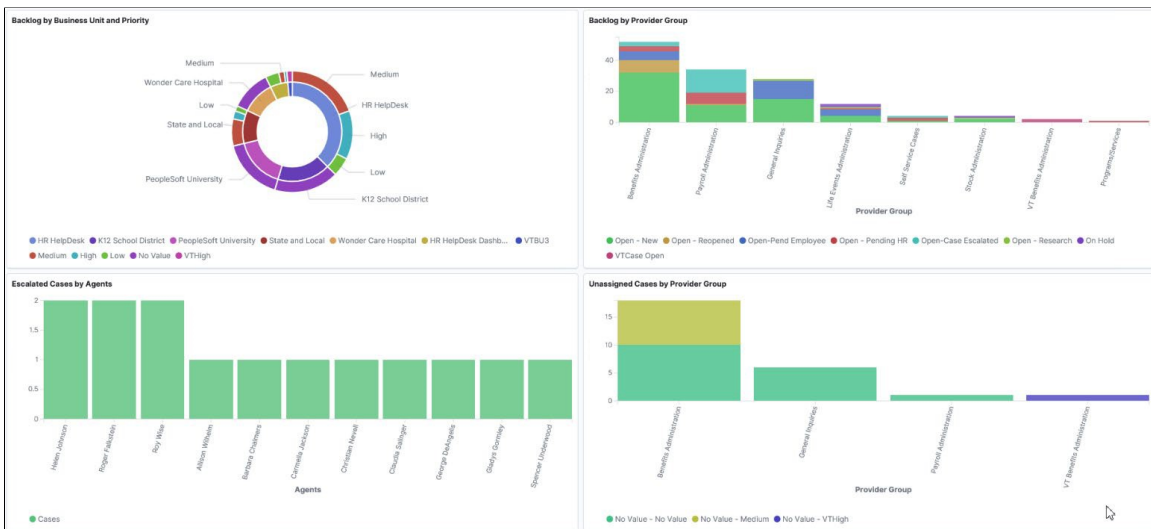 Backlog by Business Unit and Priority
Medium
Medium
Wonder Care Hospital
HR HelpDesk
Low
State and Local
High
Low
PeopleSoft University
K12 School District
HR HelpDesk K12 School District PeopleSoft University State and Local Wonder Care Hospital HR HelpDesk Dashb... VTBU3
Medium High Low No Value VTHigh
Backlog by Provider Group
40
20
0
Benefits Administration
Payroll Administration
General Inquiries
Life Events Administration
Self Service Cases
Stock Administration
VT Benefits Administration
Programs/Services
Provider Group
Open - New Open - Reopened Open-Pend Employee Open - Pending HR Open-Case Escalated Open - Research On Hold
VTCase Open
Escalated Cases by Agents
2
1.5
1
0.5
0
Helen Johnson
Roger Falkstein
Roy Wise
Allison Wilhelm
Barbara Chalmers
Carmela Jackson
Christien Nevell
Claudia Salinger
George DeAngelis
Gladys Gormley
Spencer Underwood
Agents
Cases
Unassigned Cases by Provider Group
15
10
5
0
Benefits Administration
General Inquiries
Payroll Administration
VT Benefits Administration
Provider Group
No Value - No Value No Value - Medium No Value - VTHigh